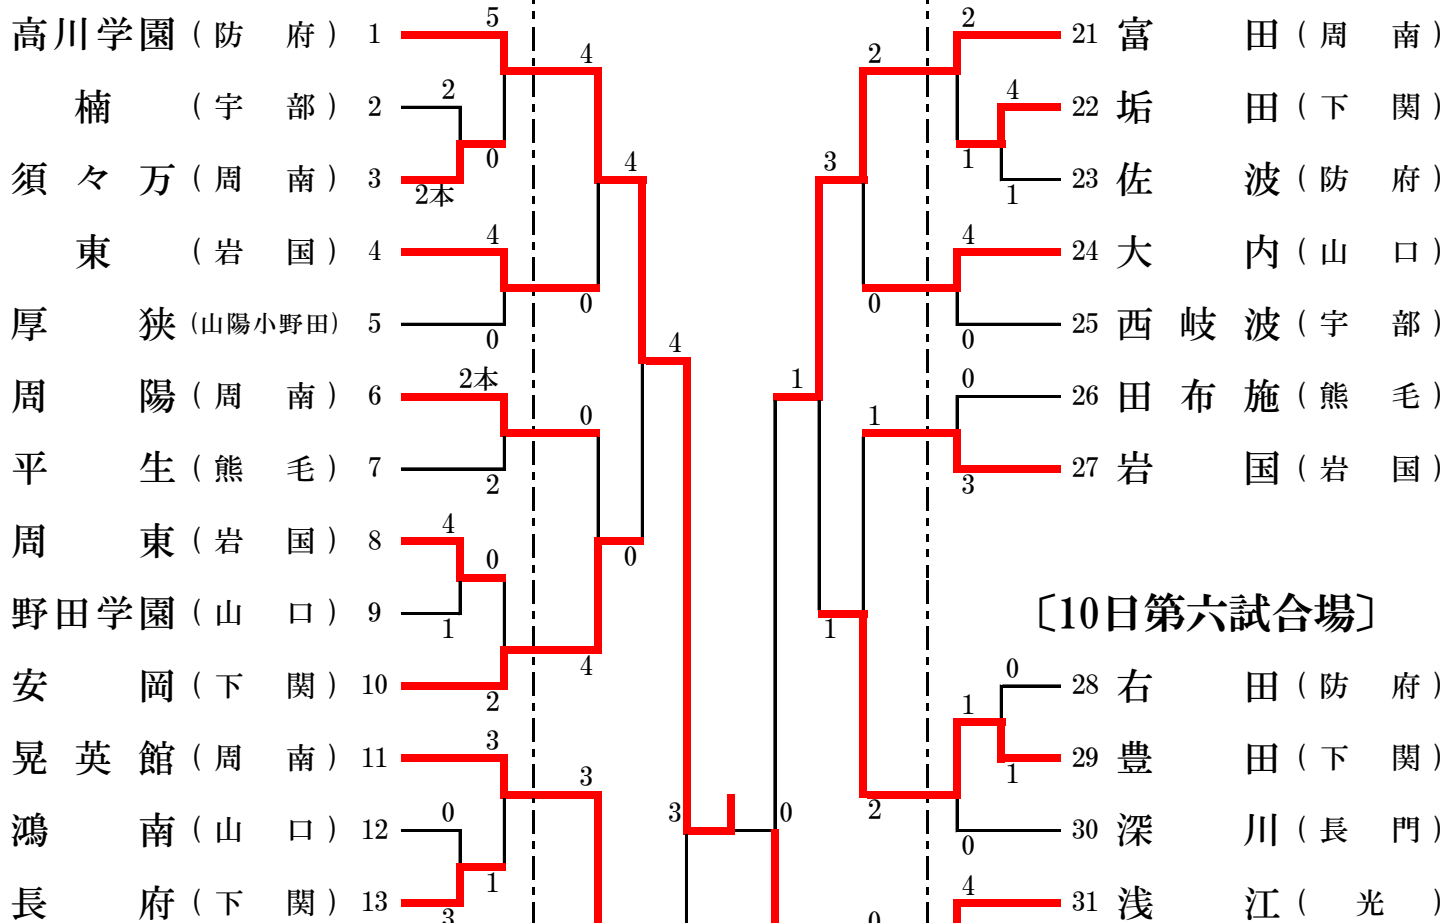 高川学園 (防 府) 1
楠 (宇 部) 2
須々万 (周 南) 3
東 (岩 国) 4
厚狭 (山陽小野田) 5
周陽 (周 南) 6
平生 (熊 毛) 7
周東 (岩 国) 8
野田学園 (山 口) 9
安岡 (下 関) 10
晃英館 (周 南) 11
鴻南 (山 口) 12
長府 (下 関) 13
5
2
0
2本
4
0
2本
2
4
0
1
2
3
0
1
3
4
0
0
4
3
4
0
4
3
0
1
3
1
2
0
1
2
0
2
4
1
1
4
0
0
3
0
1
1
0
4
21 富田 (周 南)
22 垢田 (下 関)
23 佐波 (防 府)
24 大内 (山 口)
25 西岐波 (宇 部)
26 田布施 (熊 毛)
27 岩国 (岩 国)
〔10日第六試合場〕
28 右田 (防 府)
29 豊田 (下 関)
30 深川 (長 門)
31 浅江 (光)